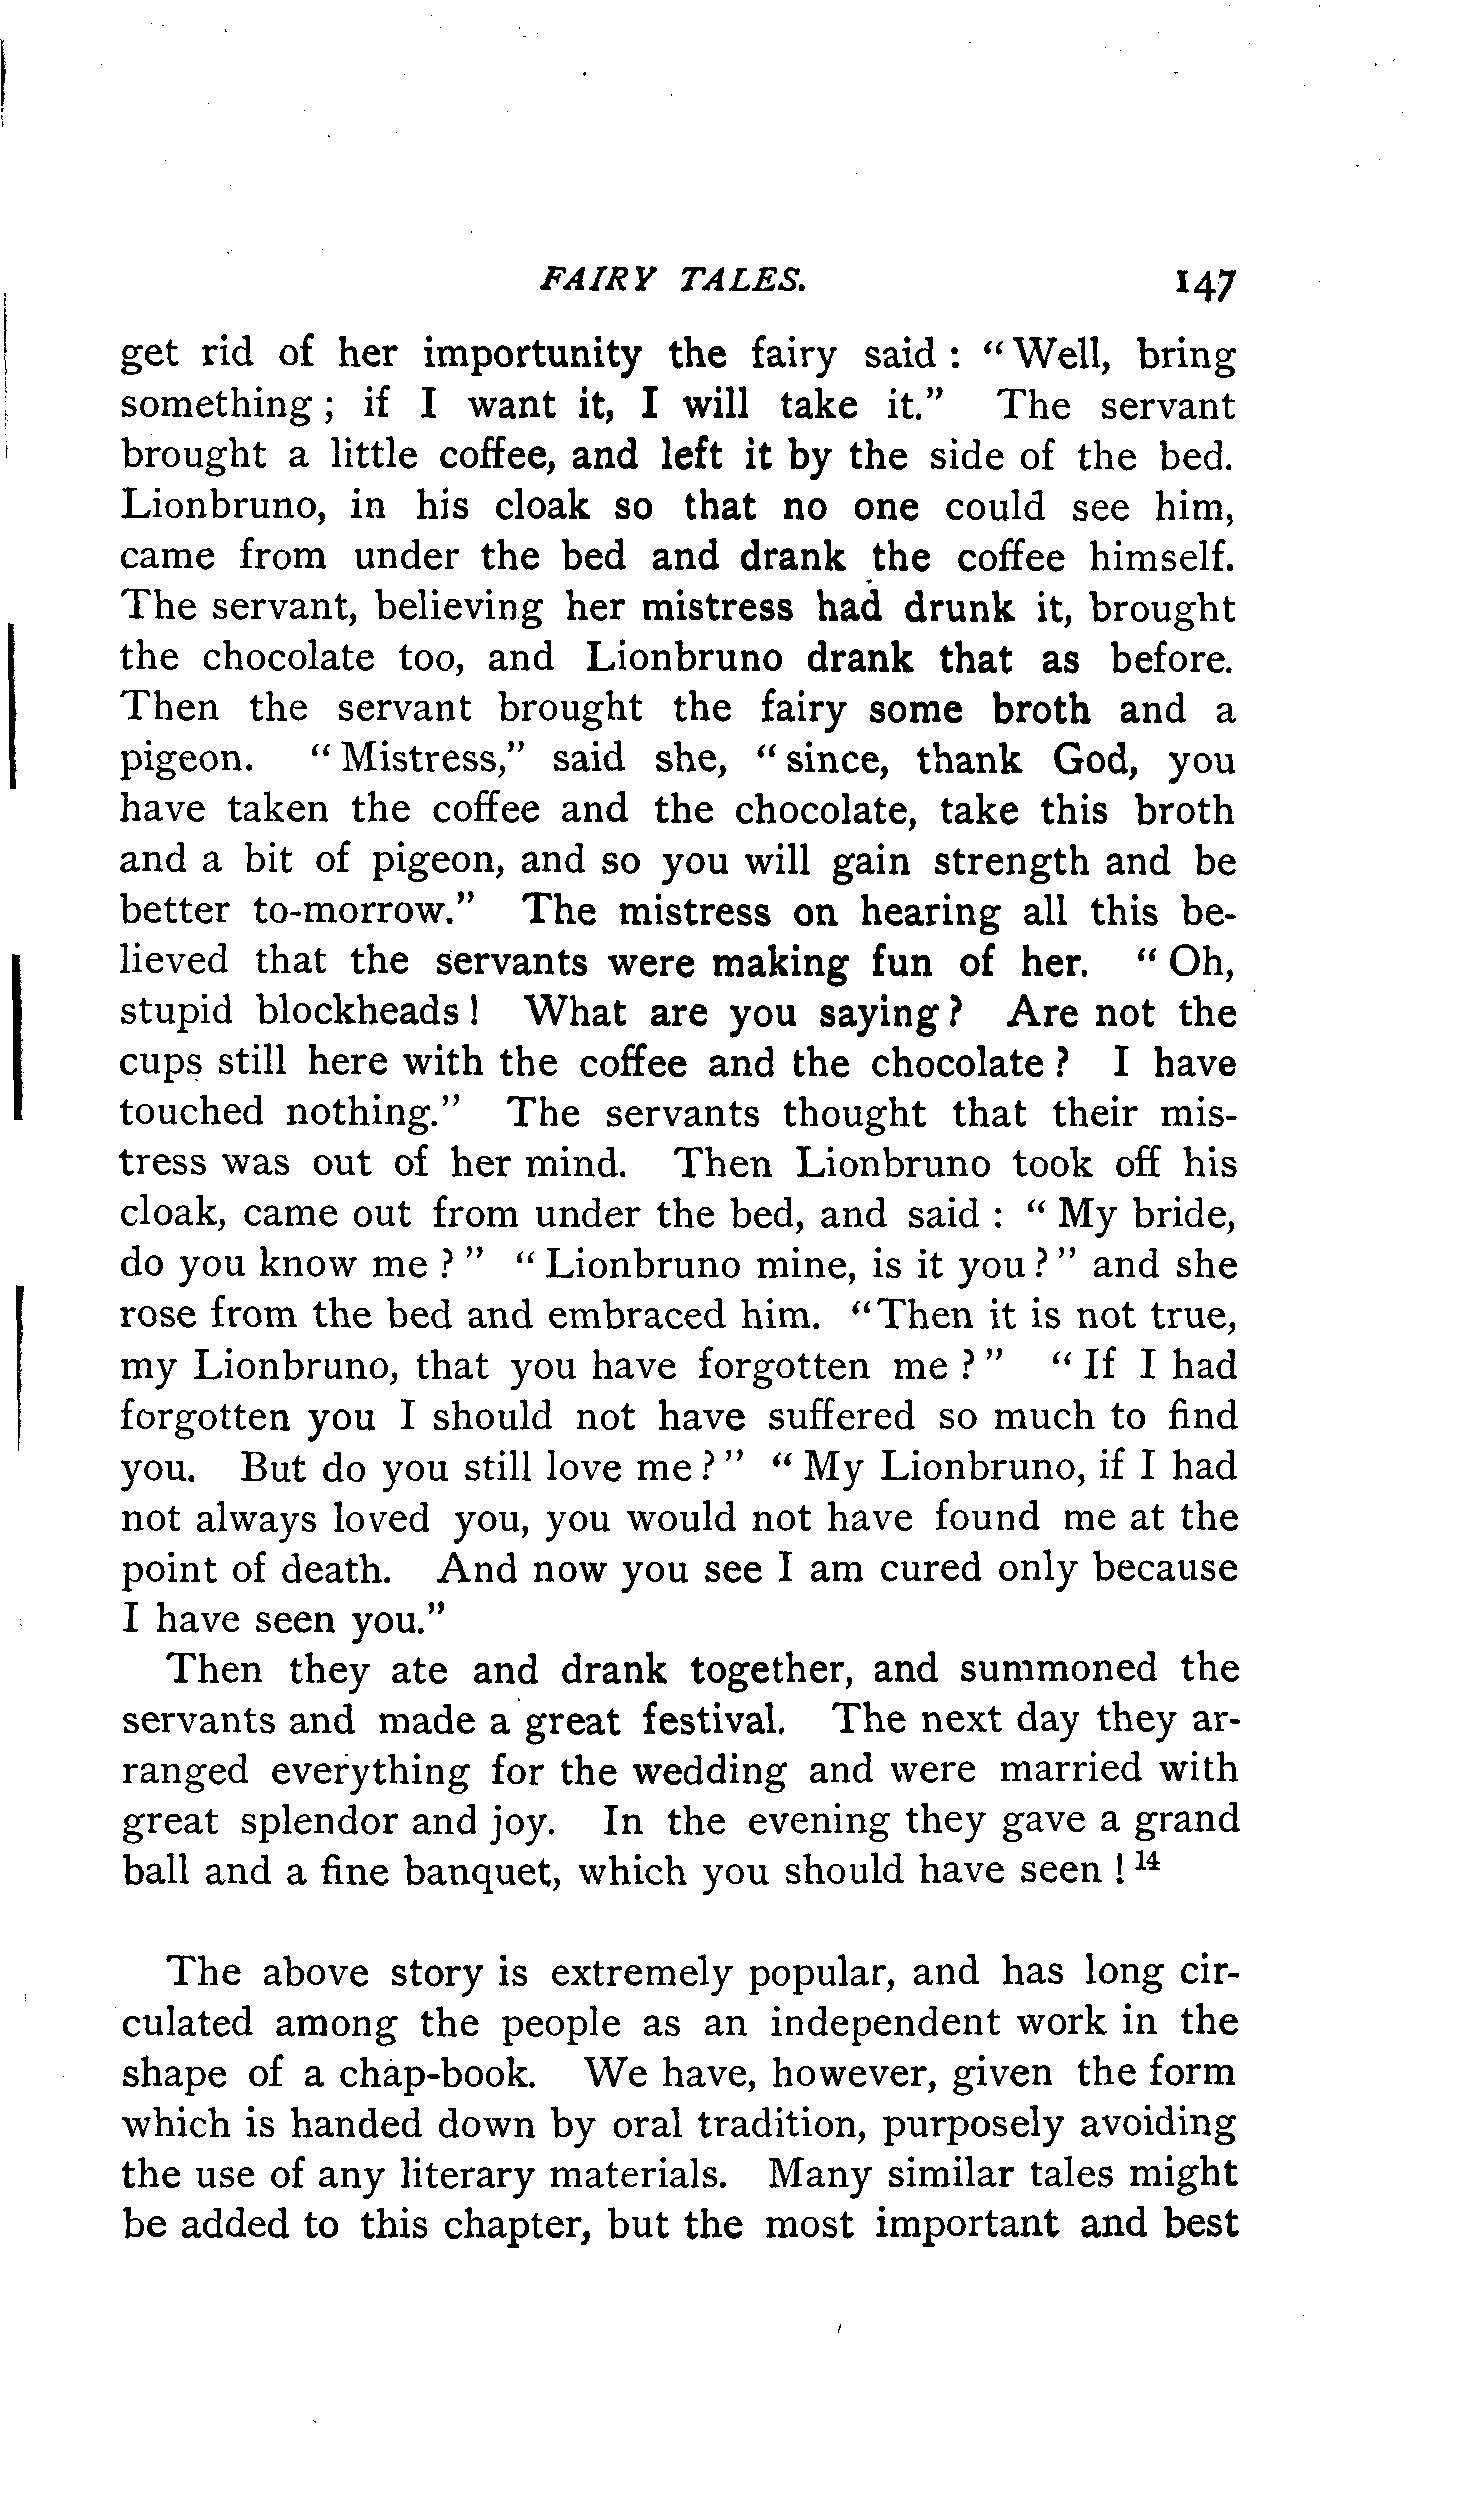 FAIRY TALES. 147
get rid of her importunity the fairy said : " Well, bring
something ; if I want it, I will take it." The servant
brought a little coffee, and left it by the side of the bed.
Lionbruno, in his cloak so that no one could see him,
came from under the bed and drank the coffee himself.
The servant, believing her mistress had drunk it, brought
the chocolate too, and Lionbruno drank that as before.
Then the servant brought the fairy some broth and a
pigeon. " Mistress," said she, " since, thank God, you
have taken the coffee and the chocolate, take this broth
and a bit of pigeon, and so you will gain strength and be
better to-morrow." The mistress on hearing all this be-
lieved that the servants were making fun of her. " Oh,
stupid blockheads ! What are you saying ? Are not the
cups still here with the coffee and the chocolate ? I have
touched nothing." The servants thought that their mis-
tress was out of her mind. Then Lionbruno took off his
cloak, came out from under the bed, and said : " My bride,
do you know me ? " " Lionbruno mine, is it you ? " and she
rose from the bed and embraced him. "Then it is not true,
my Lionbruno, that you have forgotten me ? " " If I had
forgotten you I should not have suffered so much to find
you. But do you still love me ? " " My Lionbruno, if I had
not always loved you, you would not have found me at the
point of death. And now you see I am cured only because
I have seen you."
Then they ate and drank together, and summoned the
servants and made a great festival. The next day they ar-
ranged everything for the wedding and were married with
great splendor and joy. In the evening they gave a grand
ball and a fine banquet, which you should have seen ! 14
The above story is extremely popular, and has long cir-
culated among the people as an independent work in the
shape of a chap-book. We have, however, given the form
which is handed down by oral tradition, purposely avoiding
the use of any literary materials. Many similar tales might
be added to this chapter, but the most important and best